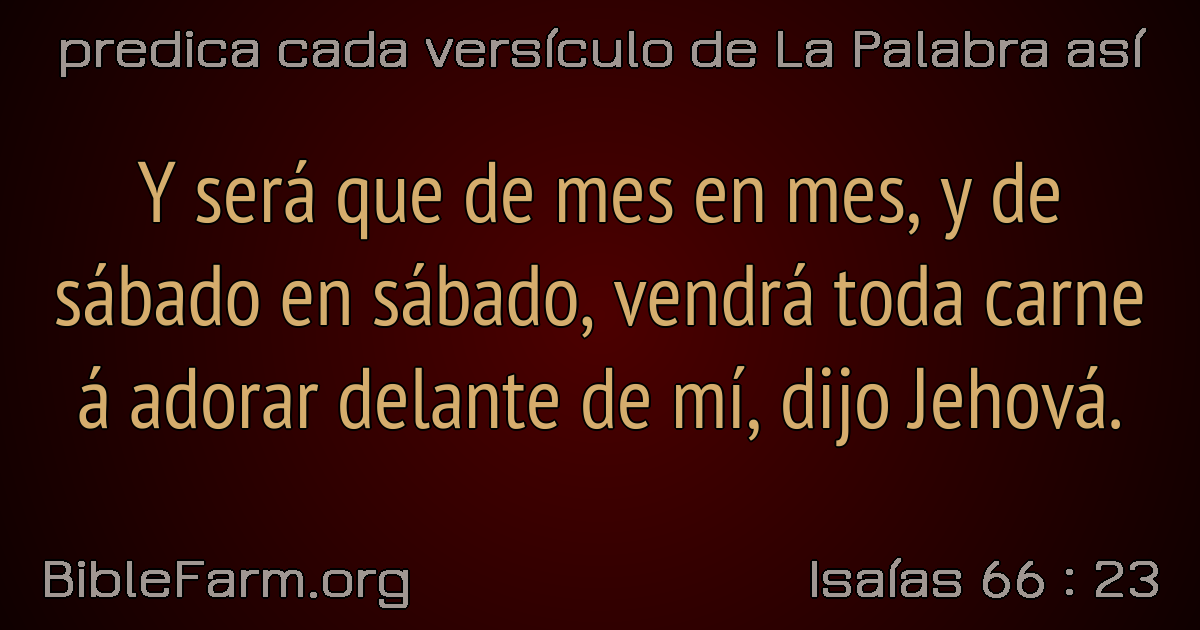 predica cada versículo de La Palabra así
Y será que de mes en mes, y de
sábado en sábado, vendrá toda carne
á adorar delante de mí, dijo Jehová.
BibleFarm.org
Isaías 66 : 23